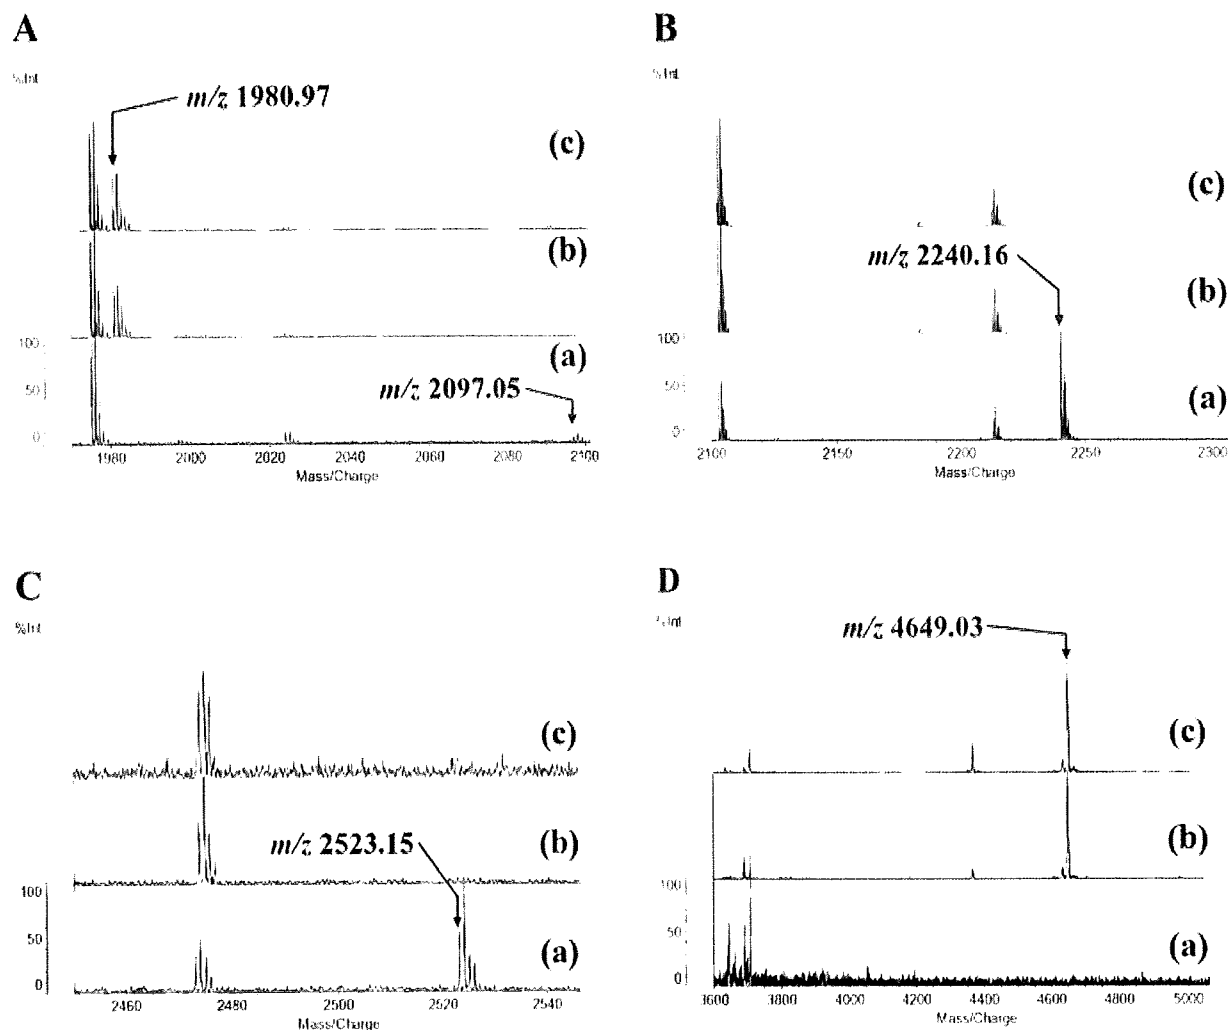 A
%Int.
m/z 1980.97
(c)
(b)
(a)
m/z 2097.05
100
50
0
1980 2000 2020 2040 2060 2080 2100
Mass/Charge
B
%Int.
(c)
m/z 2240.16
(b)
(a)
100
50
0
2100 2150 2200 2250 2300
Mass/Charge
C
%Int
(c)
m/z 2523.15
(b)
(a)
100
50
0
2460 2480 2500 2520 2540
Mass/Charge
D
%Int
m/z 4649.03
(c)
(b)
(a)
100
50
0
3600 3800 4000 4200 4400 4600 4800 5000
Mass/Charge